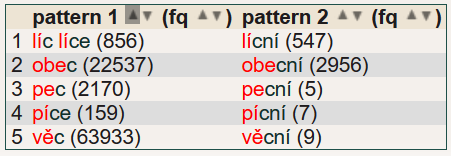 pattern 1 ▲▼ (fq ▲▼) pattern 2 ▲▼ (fq ▲▼)
1 líc líce (856) lícní (547)
2 obec (22537) obecní (2956)
3 pec (2170) pecní (5)
4 píce (159) pícní (7)
5 věc (63933) věcní (9)